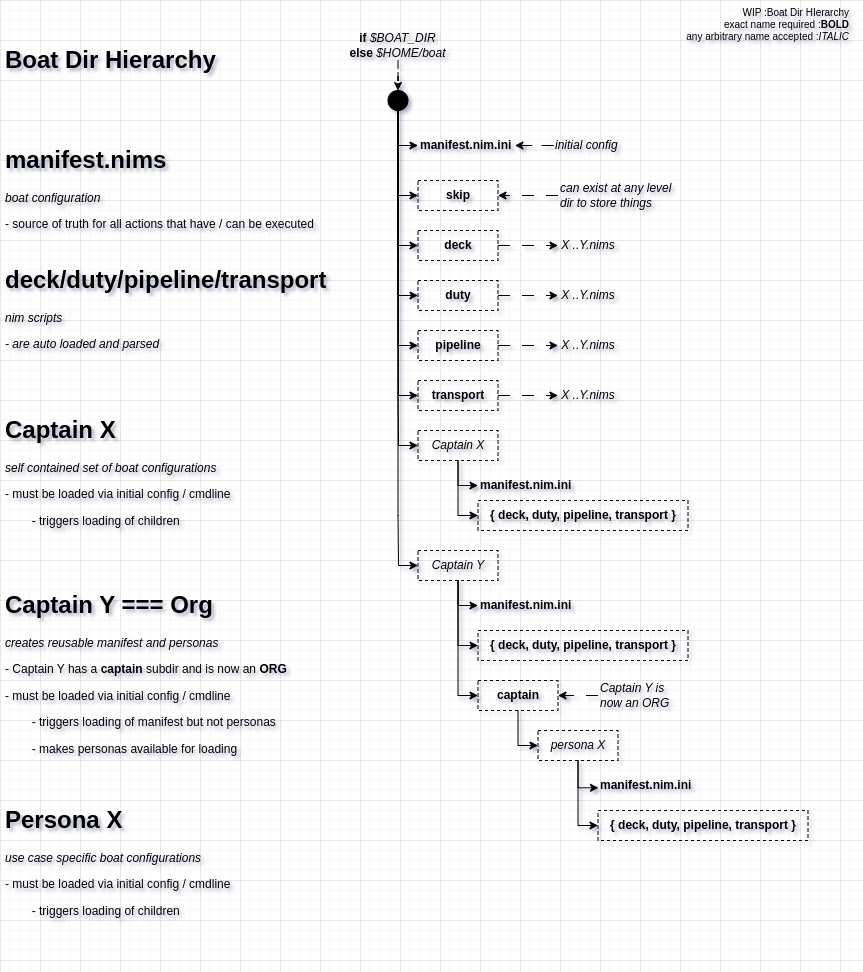 WIP :Boat Dir HIerarchy
exact name required :BOLD
any arbitrary name accepted :ITALIC
if $BOAT_DIR
else $HOME/boat
Boat Dir Hierarchy
manifest.nims
boat configuration
- source of truth for all actions that have / can be executed
deck/duty/pipeline/transport
nim scripts
- are auto loaded and parsed
Captain X
self contained set of boat configurations
- must be loaded via initial config / cmdline
- triggers loading of children
Captain Y === Org
creates reusable manifest and personas
- Captain Y has a captain subdir and is now an ORG
- must be loaded via initial config / cmdline
- triggers loading of manifest but not personas
- makes personas available for loading
Persona X
use case specific boat configurations
- must be loaded via initial config / cmdline
- triggers loading of children
manifest.nim.ini
initial config
skip
can exist at any level
dir to store things
deck
X ..Y.nims
duty
X ..Y.nims
pipeline
X ..Y.nims
transport
X ..Y.nims
Captain X
manifest.nim.ini
{ deck, duty, pipeline, transport }
Captain Y
manifest.nim.ini
{ deck, duty, pipeline, transport }
captain
Captain Y is
now an ORG
persona X
manifest.nim.ini
{ deck, duty, pipeline, transport }